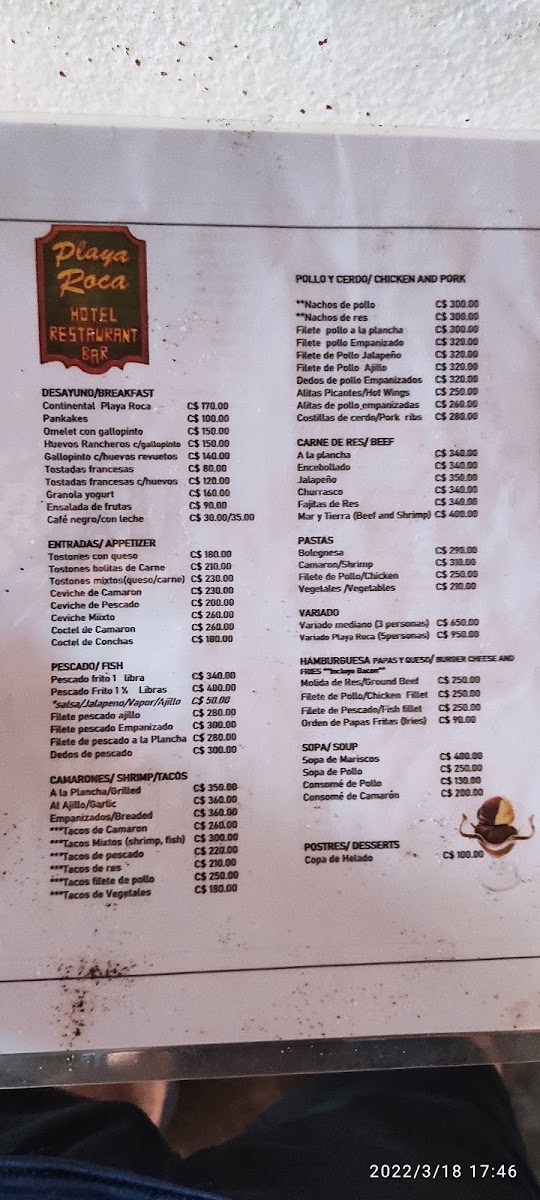 Playa
Roca
HOTEL
RESTAURANT
BAR
DESAYUNO/BREAKFAST
Continental Playa Roca C$ 170.00
Pankakes C$ 100.00
Omelet con gallopinto C$ 150.00
Huevos Rancheros c/gallopinto C$ 150.00
Gallopinto c/huevos revueltos C$ 140.00
Tostadas francesas C$ 80.00
Tostadas francesas c/huevos C$ 120.00
Granola yogurt C$ 160.00
Ensalada de frutas C$ 90.00
Café negro/con leche C$ 30.00/35.00
ENTRADAS/ APPETIZER
Tostones con queso C$ 180.00
Tostones bolitas de Carne C$ 210.00
Tostones mixtos(queso/carne) C$ 230.00
Ceviche de Camaron C$ 230.00
Ceviche de Pescado C$ 200.00
Ceviche Miixto C$ 260.00
Coctel de Camaron C$ 260.00
Coctel de Conchas C$ 180.00
PESCADO/ FISH
Pescado frito 1 libra C$ 340.00
Pescado Frito 1 ½ Libras C$ 400.00
*salsa/Jalapeno/Vapor/Ajillo C$ 50.00
Filete pescado ajillo C$ 280.00
Filete pescado Empanizado C$ 300.00
Filete de pescado a la Plancha C$ 280.00
Dedos de pescado C$ 300.00
CAMARONES/ SHRIMP/TACOS
A la Plancha/Grilled C$ 350.00
Al Ajillo/Garlic C$ 360.00
Empanizados/Breaded C$ 360.00
***Tacos de Camaron C$ 260.00
***Tacos Mixtos (shrimp, fish) C$ 300.00
***Tacos de pescado C$ 220.00
***Tacos de res C$ 210.00
***Tacos filete de pollo C$ 250.00
***Tacos de Vegetales C$ 180.00
POLLO Y CERDO/ CHICKEN AND PORK
**Nachos de pollo C$ 300.00
**Nachos de res C$ 300.00
Filete pollo a la plancha C$ 300.00
Filete pollo Empanizado C$ 320.00
Filete de Pollo Jalapeño C$ 320.00
Filete de Pollo Ajillo C$ 320.00
Dedos de pollo Empanizados C$ 320.00
Alitas Picantes/Hot Wings C$ 250.00
Alitas de pollo empanizadas C$ 260.00
Costillas de cerdo/Pork ribs C$ 280.00
CARNE DE RES/ BEEF
A la plancha C$ 340.00
Encebollado C$ 340.00
Jalapeño C$ 350.00
Churrasco C$ 340.00
Fajitas de Res C$ 340.00
Mar y Tierra (Beef and Shrimp) C$ 400.00
PASTAS
Bolognesa C$ 290.00
Camaron/Shrimp C$ 310.00
Filete de Pollo/Chicken C$ 250.00
Vegetales /Vegetables C$ 210.00
VARIADO
Variado mediano (3 personas) C$ 650.00
Variado Playa Roca (5personas) C$ 950.00
HAMBURGUESA PAPAS Y QUESO/ BURGER CHEESE AND
FRIES **Incluye Bacon**
Molida de Res/Ground Beef C$ 250.00
Filete de Pollo/Chicken Fillet C$ 250.00
Filete de Pescado/Fish fillet C$ 250.00
Orden de Papas Fritas (fries) C$ 90.00
SOPA/ SOUP
Sopa de Mariscos C$ 400.00
Sopa de Pollo C$ 250.00
Consomé de Pollo C$ 130.00
Consomé de Camarón C$ 200.00
POSTRES/ DESSERTS
Copa de Helado C$ 100.00
2022/3/18 17:46